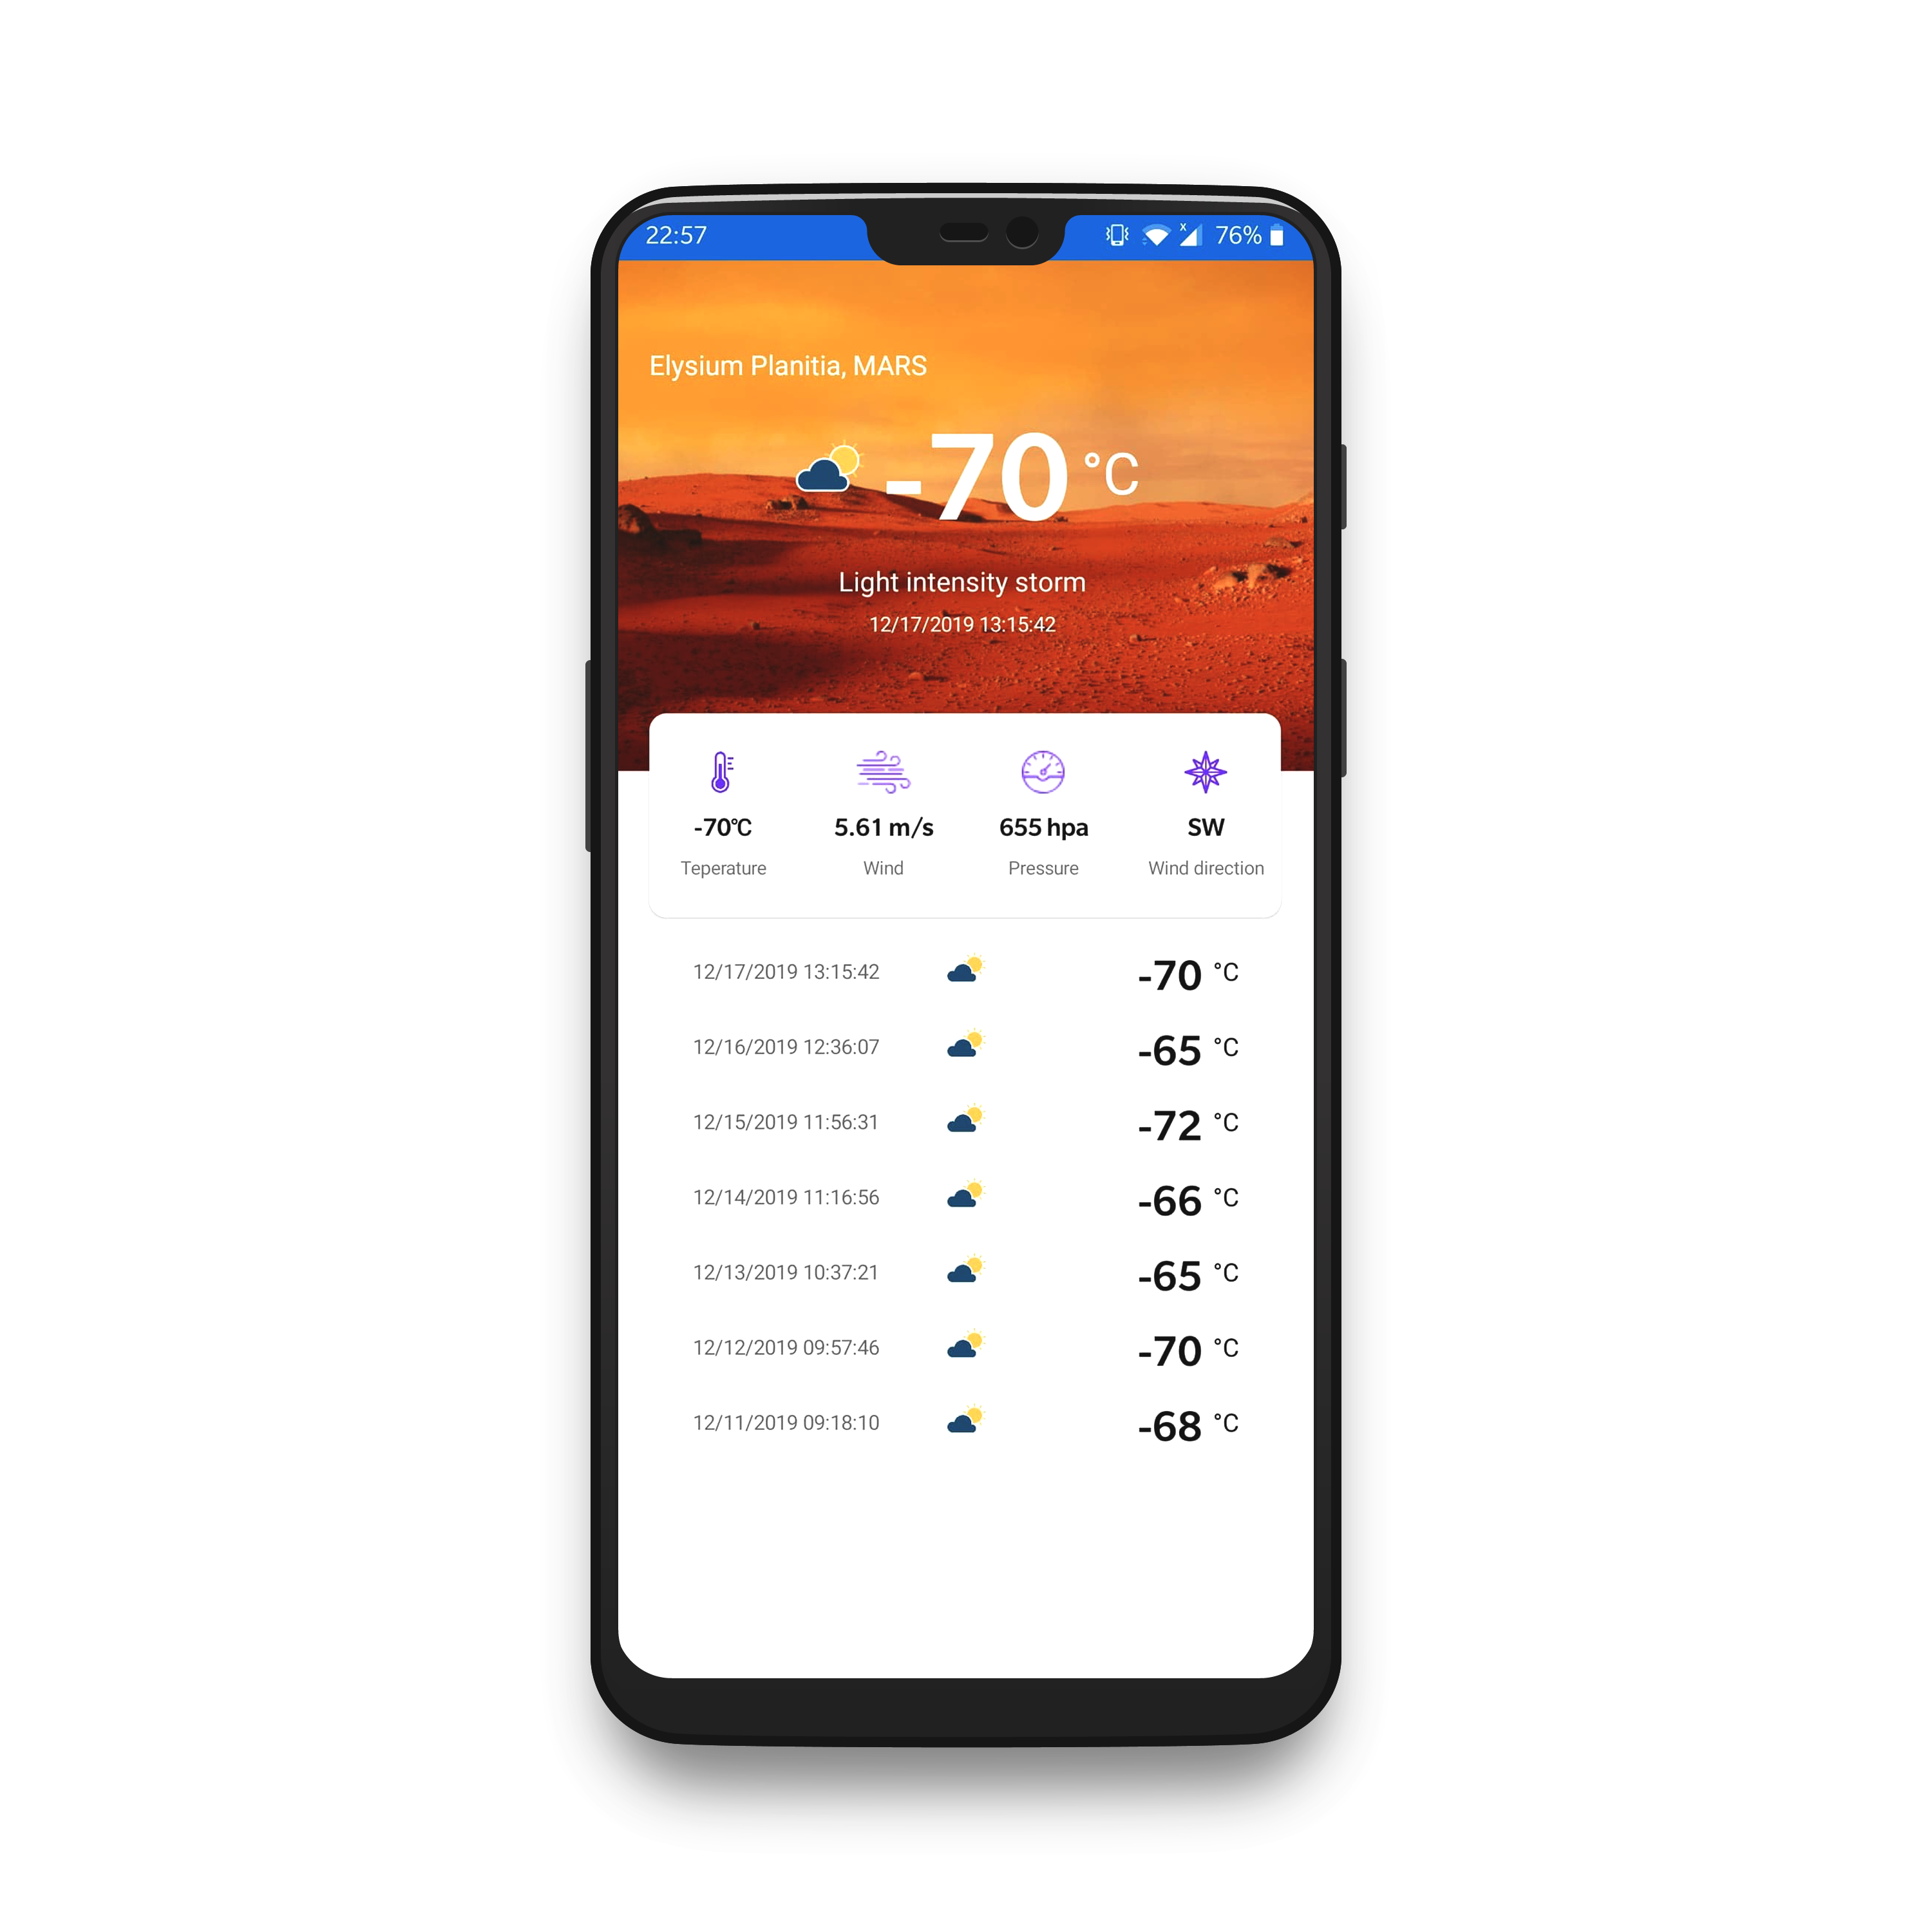 22:57 76%
Elysium Planitia, MARS
-70 °C
Light intensity storm
12/17/2019 13:15:42
-70°C 5.61 m/s 655 hpa SW
Teperature Wind Pressure Wind direction
12/17/2019 13:15:42 -70 °C
12/16/2019 12:36:07 -65 °C
12/15/2019 11:56:31 -72 °C
12/14/2019 11:16:56 -66 °C
12/13/2019 10:37:21 -65 °C
12/12/2019 09:57:46 -70 °C
12/11/2019 09:18:10 -68 °C